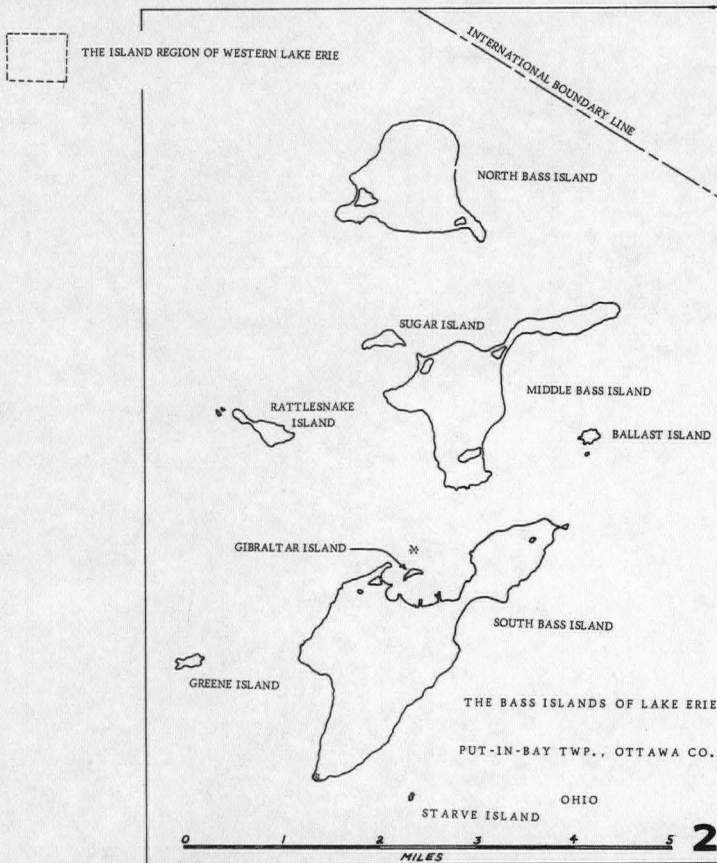 THE ISLAND REGION OF WESTERN LAKE ERIE
INTERNATIONAL BOUNDARY LINE
NORTH BASS ISLAND
SUGAR ISLAND
MIDDLE BASS ISLAND
RATTLESNAKE
ISLAND
BALLAST ISLAND
GIBRALTAR ISLAND
SOUTH BASS ISLAND
GREENE ISLAND
THE BASS ISLANDS OF LAKE ERIE
PUT-IN-BAY TWP., OTTAWA CO.
OHIO
STARVE ISLAND
0 1 2 3 4 5
MILES
2